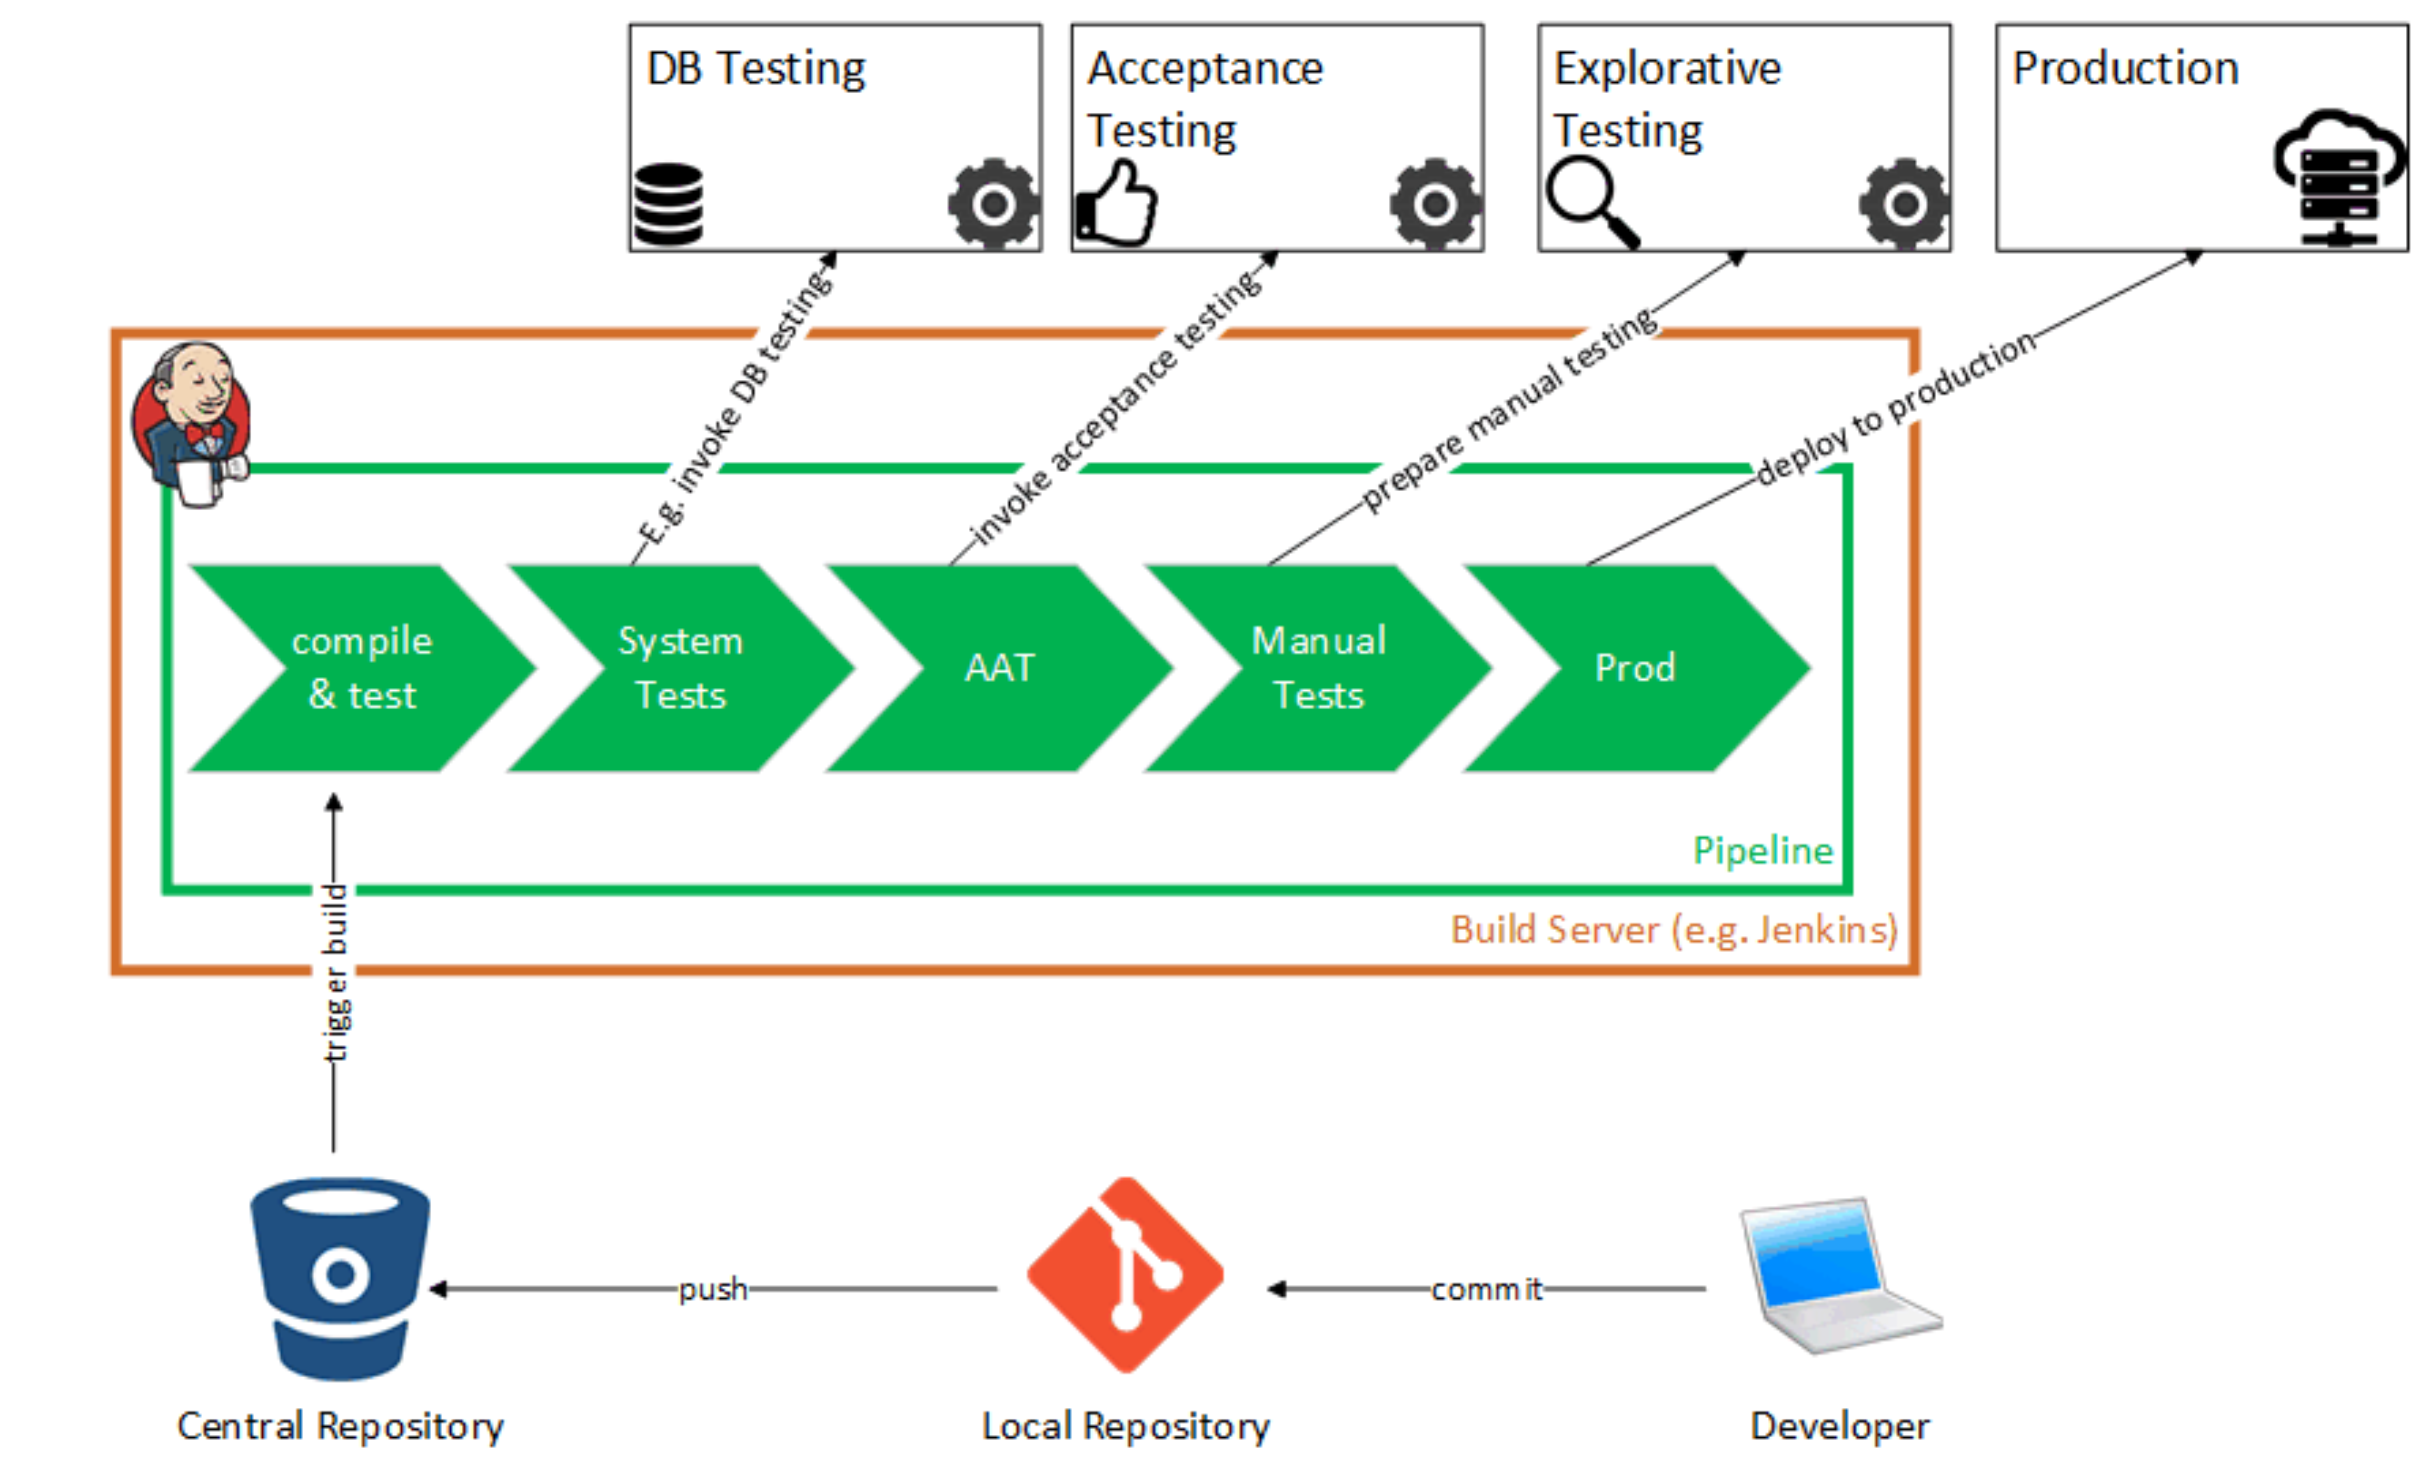 DB Testing
Acceptance
Testing
Explorative
Testing
Production
E.g. invoke DB testing
invoke acceptance testing
prepare manual testing
deploy to production
compile
& test
System
Tests
AAT
Manual
Tests
Prod
Pipeline
Build Server (e.g. Jenkins)
trigger build
push
commit
Central Repository
Local Repository
Developer